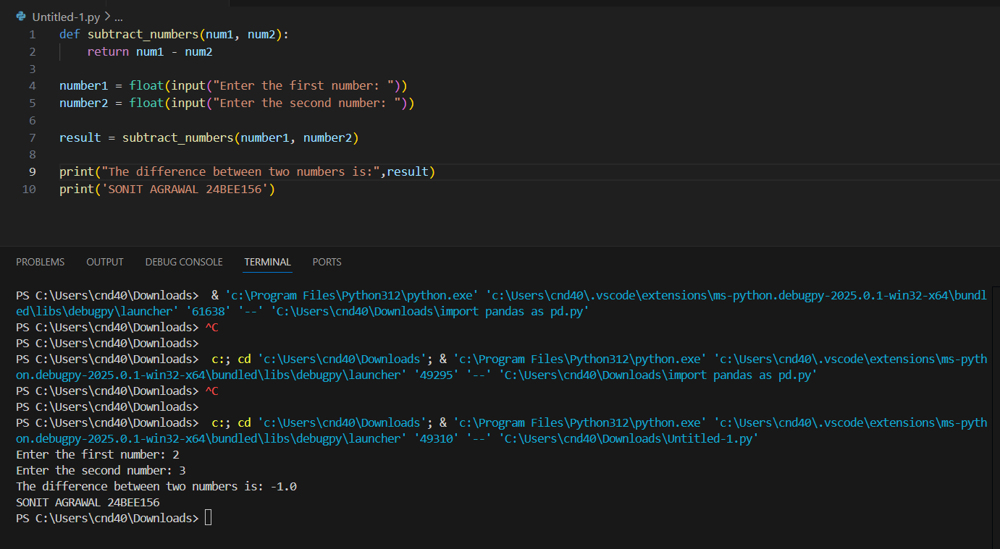 Untitled-1.py > ...
1 def subtract_numbers(num1, num2):
2     return num1 - num2
3
4 number1 = float(input("Enter the first number: "))
5 number2 = float(input("Enter the second number: "))
6
7 result = subtract_numbers(number1, number2)
8
9 print("The difference between two numbers is:",result)
10 print('SONIT AGRAWAL 24BEE156')
PROBLEMS OUTPUT DEBUG CONSOLE TERMINAL PORTS
PS C:\Users\cnd40\Downloads>  & 'c:\Program Files\Python312\python.exe' 'c:\Users\cnd40\.vscode\extensions\ms-python.debugpy-2025.0.1-win32-x64\bundl
ed\libs\debugpy\launcher' '61638' '--' 'C:\Users\cnd40\Downloads\import pandas as pd.py'
PS C:\Users\cnd40\Downloads> ^C
PS C:\Users\cnd40\Downloads>
PS C:\Users\cnd40\Downloads>  c:; cd 'c:\Users\cnd40\Downloads'; & 'c:\Program Files\Python312\python.exe' 'c:\Users\cnd40\.vscode\extensions\ms-pyth
on.debugpy-2025.0.1-win32-x64\bundled\libs\debugpy\launcher' '49295' '--' 'C:\Users\cnd40\Downloads\import pandas as pd.py'
PS C:\Users\cnd40\Downloads> ^C
PS C:\Users\cnd40\Downloads>
PS C:\Users\cnd40\Downloads>  c:; cd 'c:\Users\cnd40\Downloads'; & 'c:\Program Files\Python312\python.exe' 'c:\Users\cnd40\.vscode\extensions\ms-pyth
on.debugpy-2025.0.1-win32-x64\bundled\libs\debugpy\launcher' '49310' '--' 'C:\Users\cnd40\Downloads\Untitled-1.py'
Enter the first number: 2
Enter the second number: 3
The difference between two numbers is: -1.0
SONIT AGRAWAL 24BEE156
PS C:\Users\cnd40\Downloads>